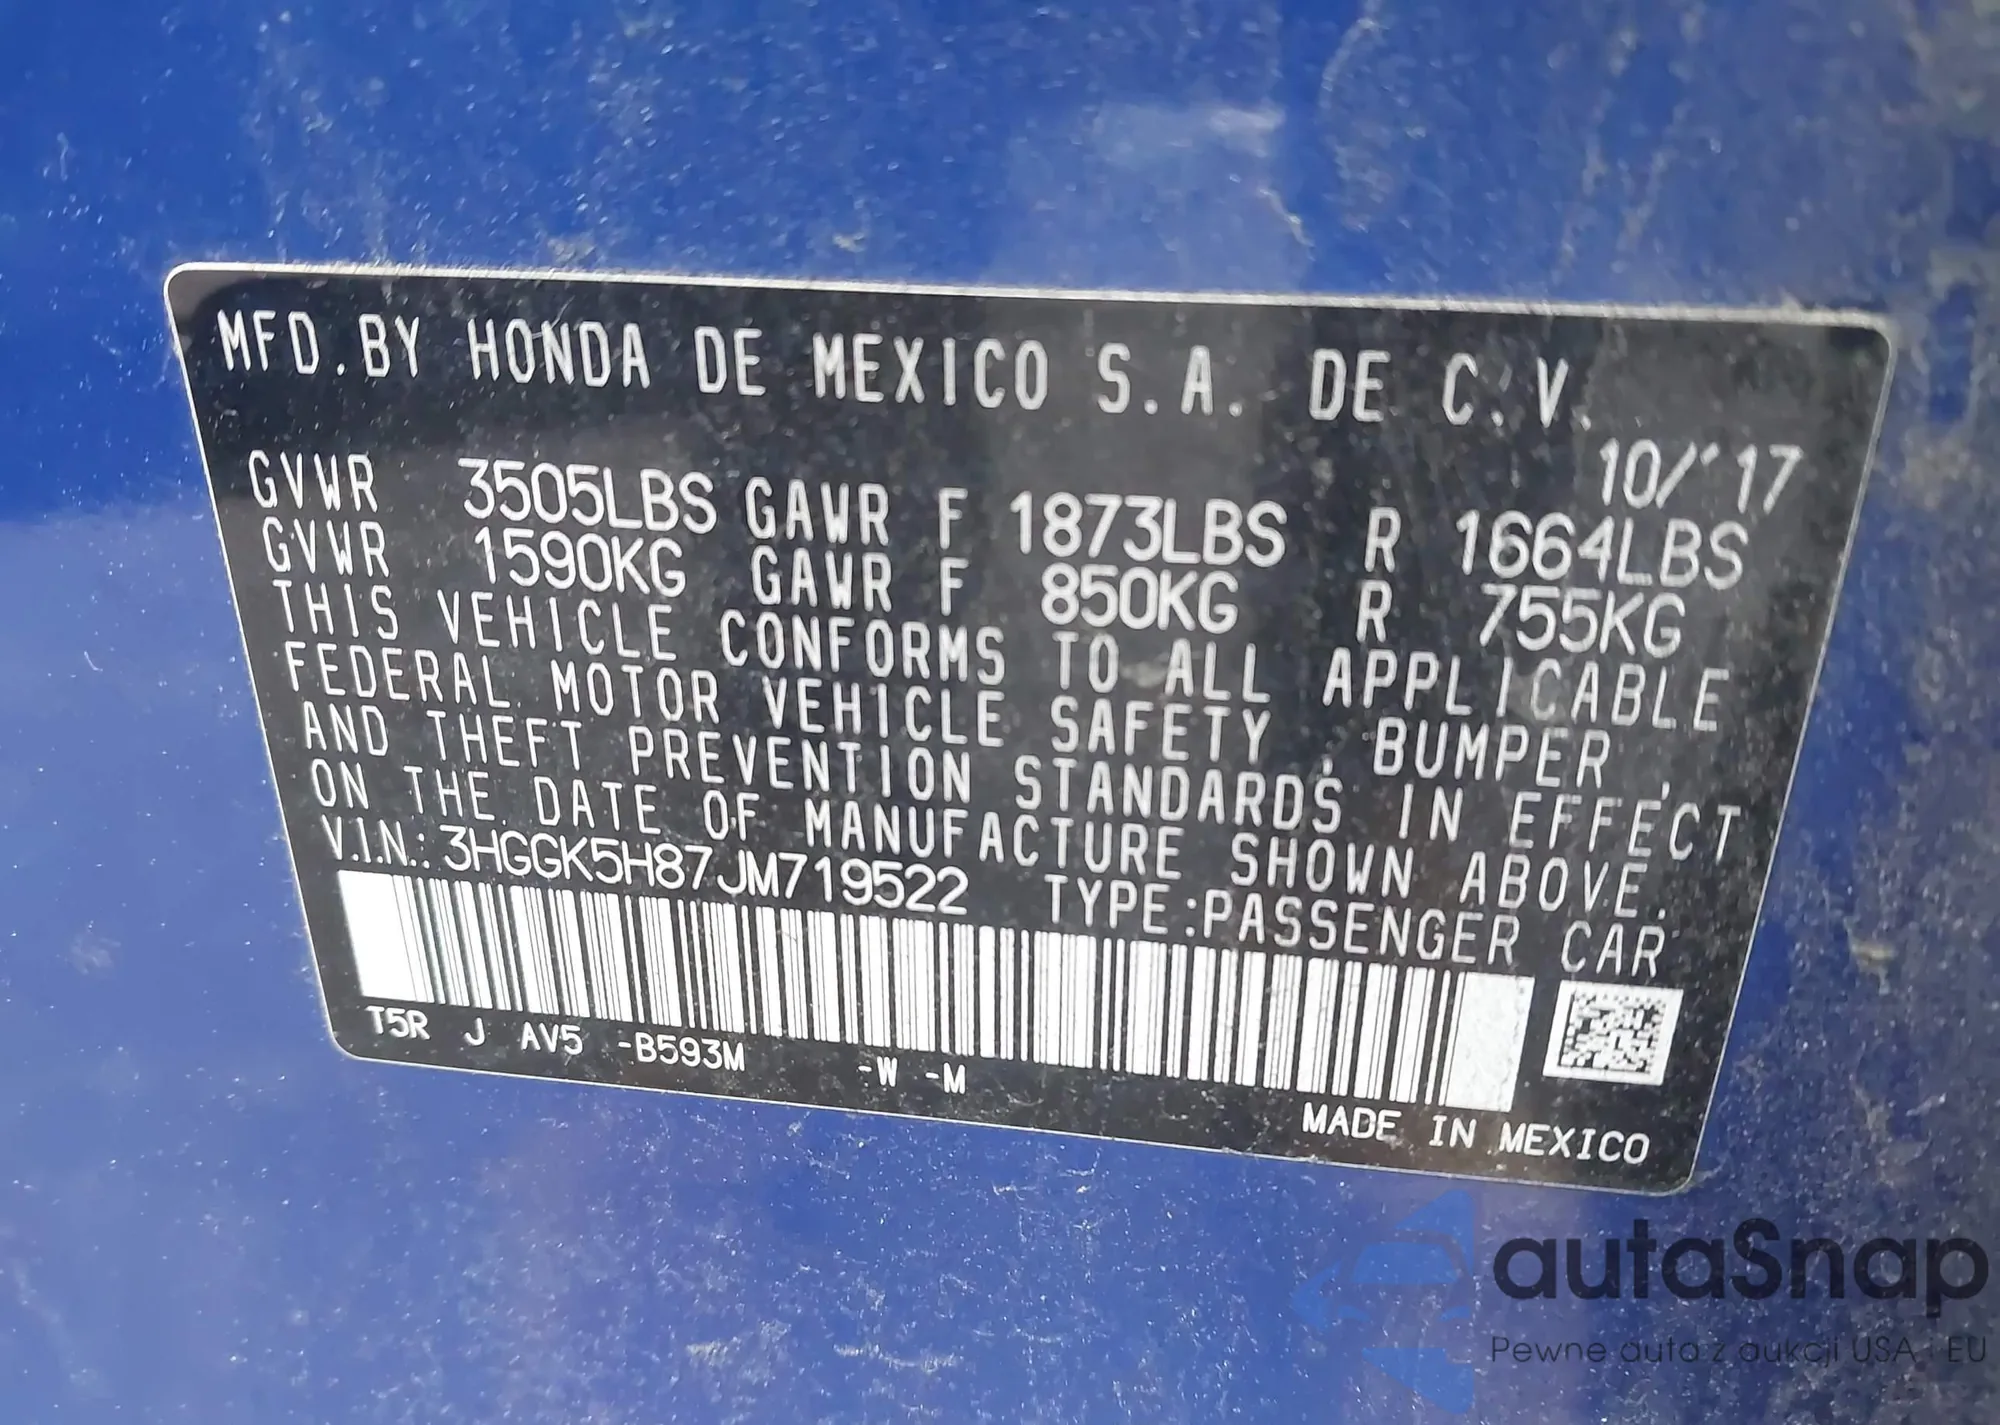 MFD.BY HONDA DE MEXICO S.A. DE C.V.
10/'17
GVWR 3505LBS GAWR F 1873LBS R 1664LBS
GVWR 1590KG GAWR F 850KG R 755KG
THIS VEHICLE CONFORMS TO ALL APPLICABLE
FEDERAL MOTOR VEHICLE SAFETY, BUMPER,
AND THEFT PREVENTION STANDARDS IN EFFECT
ON THE DATE OF MANUFACTURE SHOWN ABOVE.
V.I.N.: 3HGGK5H87JM719522 TYPE:PASSENGER CAR
T5R J AV5 -B593M -W -M
MADE IN MEXICO
autaSnap
Pewne auta z aukcji USA i EU